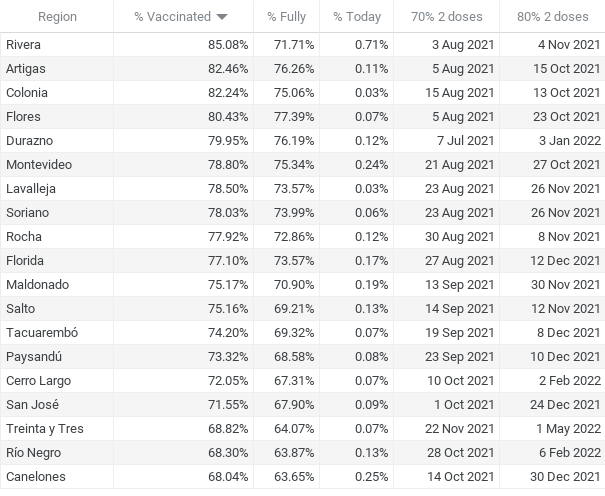 Region % Vaccinated % Fully % Today 70% 2 doses 80% 2 doses
Rivera 85.08% 71.71% 0.71% 3 Aug 2021 4 Nov 2021
Artigas 82.46% 76.26% 0.11% 5 Aug 2021 15 Oct 2021
Colonia 82.24% 75.06% 0.03% 15 Aug 2021 13 Oct 2021
Flores 80.43% 77.39% 0.07% 5 Aug 2021 23 Oct 2021
Durazno 79.95% 76.19% 0.12% 7 Jul 2021 3 Jan 2022
Montevideo 78.80% 75.34% 0.24% 21 Aug 2021 27 Oct 2021
Lavalleja 78.50% 73.57% 0.03% 23 Aug 2021 26 Nov 2021
Soriano 78.03% 73.99% 0.06% 23 Aug 2021 26 Nov 2021
Rocha 77.92% 72.86% 0.12% 30 Aug 2021 8 Nov 2021
Florida 77.10% 73.57% 0.17% 27 Aug 2021 12 Dec 2021
Maldonado 75.17% 70.90% 0.19% 13 Sep 2021 30 Nov 2021
Salto 75.16% 69.21% 0.13% 14 Sep 2021 12 Nov 2021
Tacuarembó 74.20% 69.32% 0.07% 19 Sep 2021 8 Dec 2021
Paysandú 73.32% 68.58% 0.08% 23 Sep 2021 10 Dec 2021
Cerro Largo 72.05% 67.31% 0.07% 10 Oct 2021 2 Feb 2022
San José 71.55% 67.90% 0.09% 1 Oct 2021 24 Dec 2021
Treinta y Tres 68.82% 64.07% 0.07% 22 Nov 2021 1 May 2022
Río Negro 68.30% 63.87% 0.13% 28 Oct 2021 6 Feb 2022
Canelones 68.04% 63.65% 0.25% 14 Oct 2021 30 Dec 2021